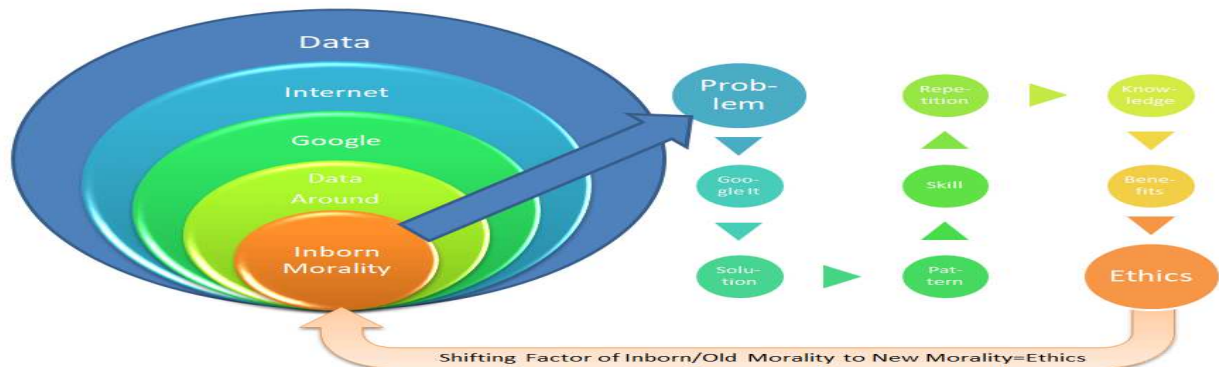 Data
Internet
Google
Data
Around
Inborn
Morality
Prob-
lem
Goo-
gle It
Solu-
tion
Pat-
tern
Skill
Repe-
tition
Know-
ledge
Bene-
fits
Ethics
Shifting Factor of Inborn/Old Morality to New Morality=Ethics